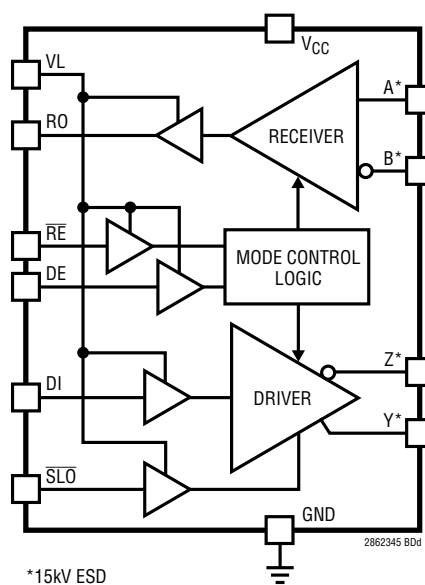 VCC
VL
A*
RO
RECEIVER
B*
RE
MODE CONTROL
LOGIC
DE
Z*
DI
DRIVER
Y*
SLO
GND
2862345 BDd
*15kV ESD